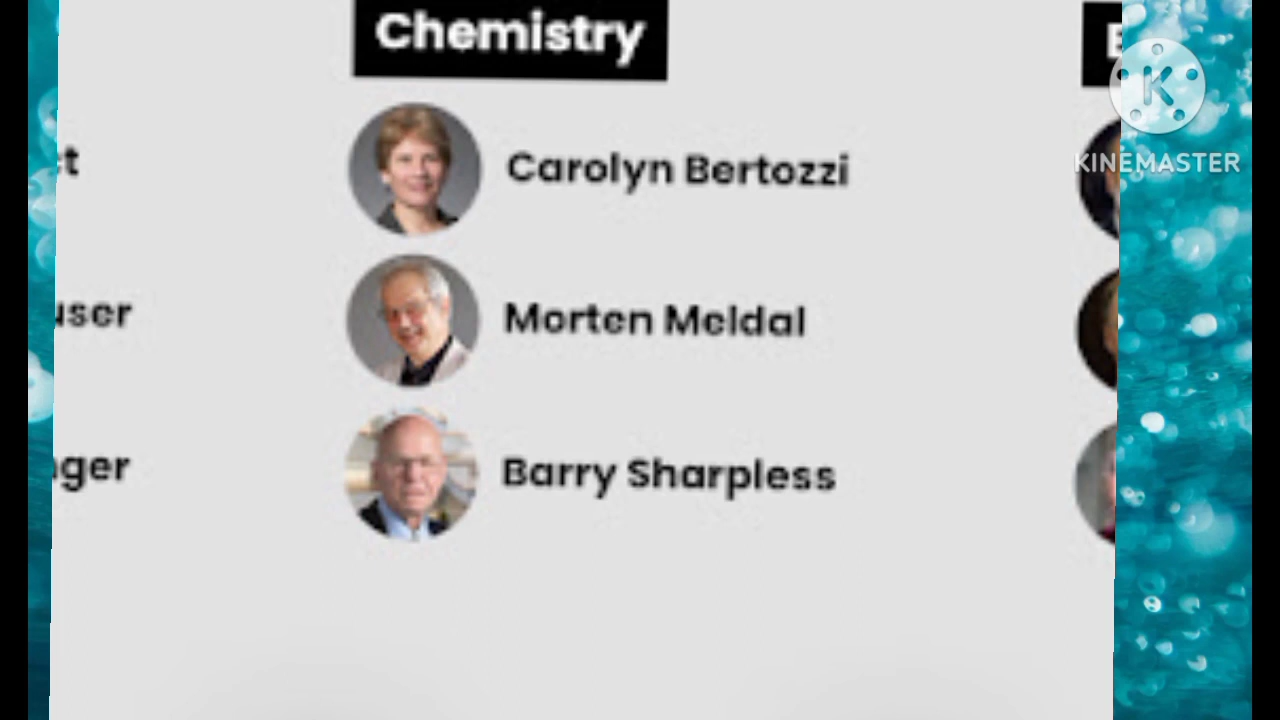 Chemistry
Carolyn Bertozzi
Morten Meldal
Barry Sharpless
KINEMASTER